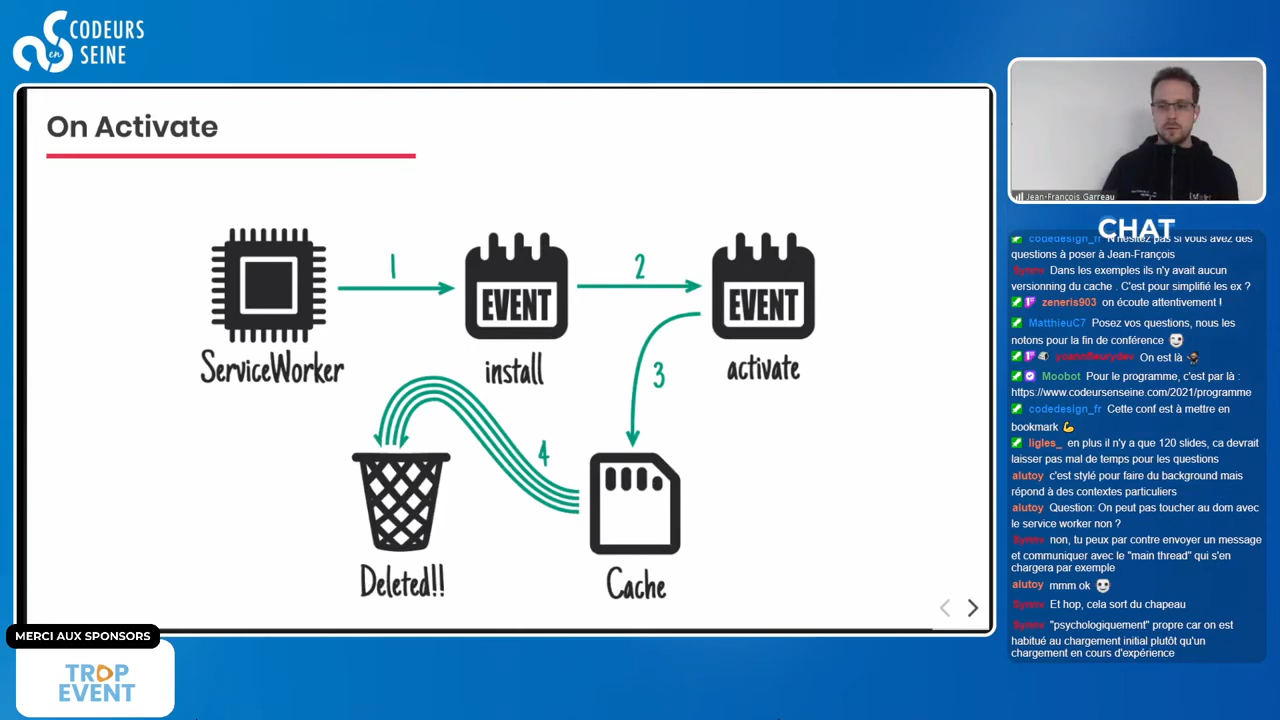 CODEURS
en
SEINE
On Activate
1
2
EVENT
EVENT
ServiceWorker
install
activate
3
4
Deleted!!
Cache
MERCI AUX SPONSORS
TROP
EVENT
Jean-François Garreau
CHAT
codedesign_fr N'hésitez pas si vous avez des
questions à poser à Jean-François
Dans les exemples ils n'y avait aucun
versionning du cache . C'est pour simplifié les ex ?
zeneris903 on écoute attentivement !
MatthieuC7 Posez vos questions, nous les
notons pour la fin de conférence
yoannfleurydev On est là
Moobot Pour le programme, c'est par là :
https://www.codeursenseine.com/2021/programme
codedesign_fr Cette conf est à mettre en
bookmark
ligles_ en plus il n'y a que 120 slides, ca devrait
laisser pas mal de temps pour les questions
alutoy c'est stylé pour faire du background mais
répond à des contextes particuliers
alutoy Question: On peut pas toucher au dom avec
le service worker non ?
non, tu peux par contre envoyer un message
et communiquer avec le "main thread" qui s'en
chargera par exemple
alutoy mmm ok
Et hop, cela sort du chapeau
"psychologiquement" propre car on est
habitué au chargement initial plutôt qu'un
chargement en cours d'expérience